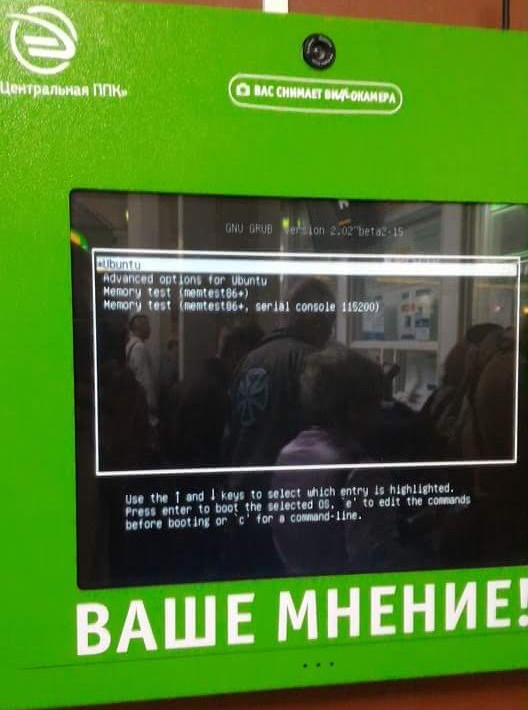 Центральная ППК»
ВАС СНИМАЕТ ВИДЕОКАМЕРА
GNU GRUB version 2.02~beta2-15
*Ubuntu
Advanced options for Ubuntu
Memory test (memtest86+)
Memory test (memtest86+, serial console 115200)
Use the ↑ and ↓ keys to select which entry is highlighted.
Press enter to boot the selected OS, `e' to edit the commands
before booting or `c' for a command-line.
ВАШЕ МНЕНИЕ!